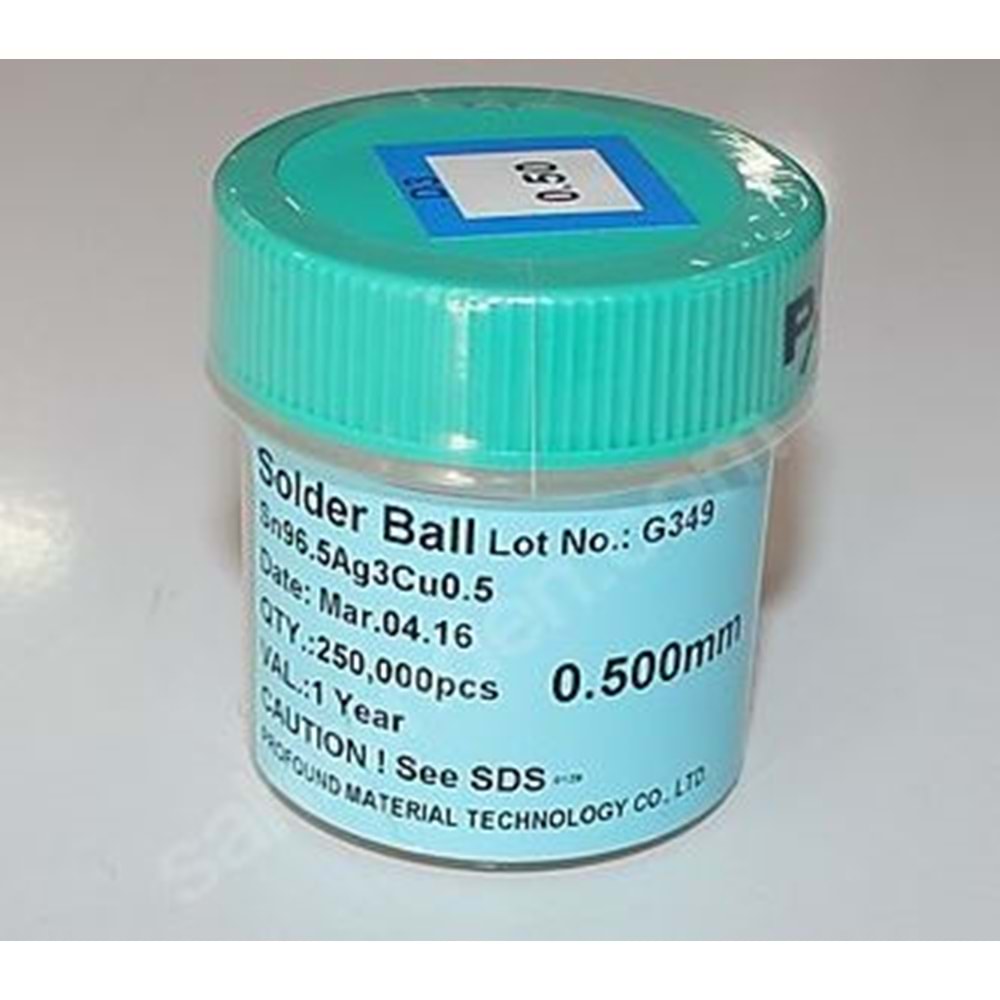 0.50
Solder Ball Lot No.: G349
Sn96.5Ag3Cu0.5
Date: Mar.04.16
QTY.:250,000pcs
0.500mm
VAL.:1 Year
CAUTION ! See SDS
PROFOUND MATERIAL TECHNOLOGY CO., LTD.